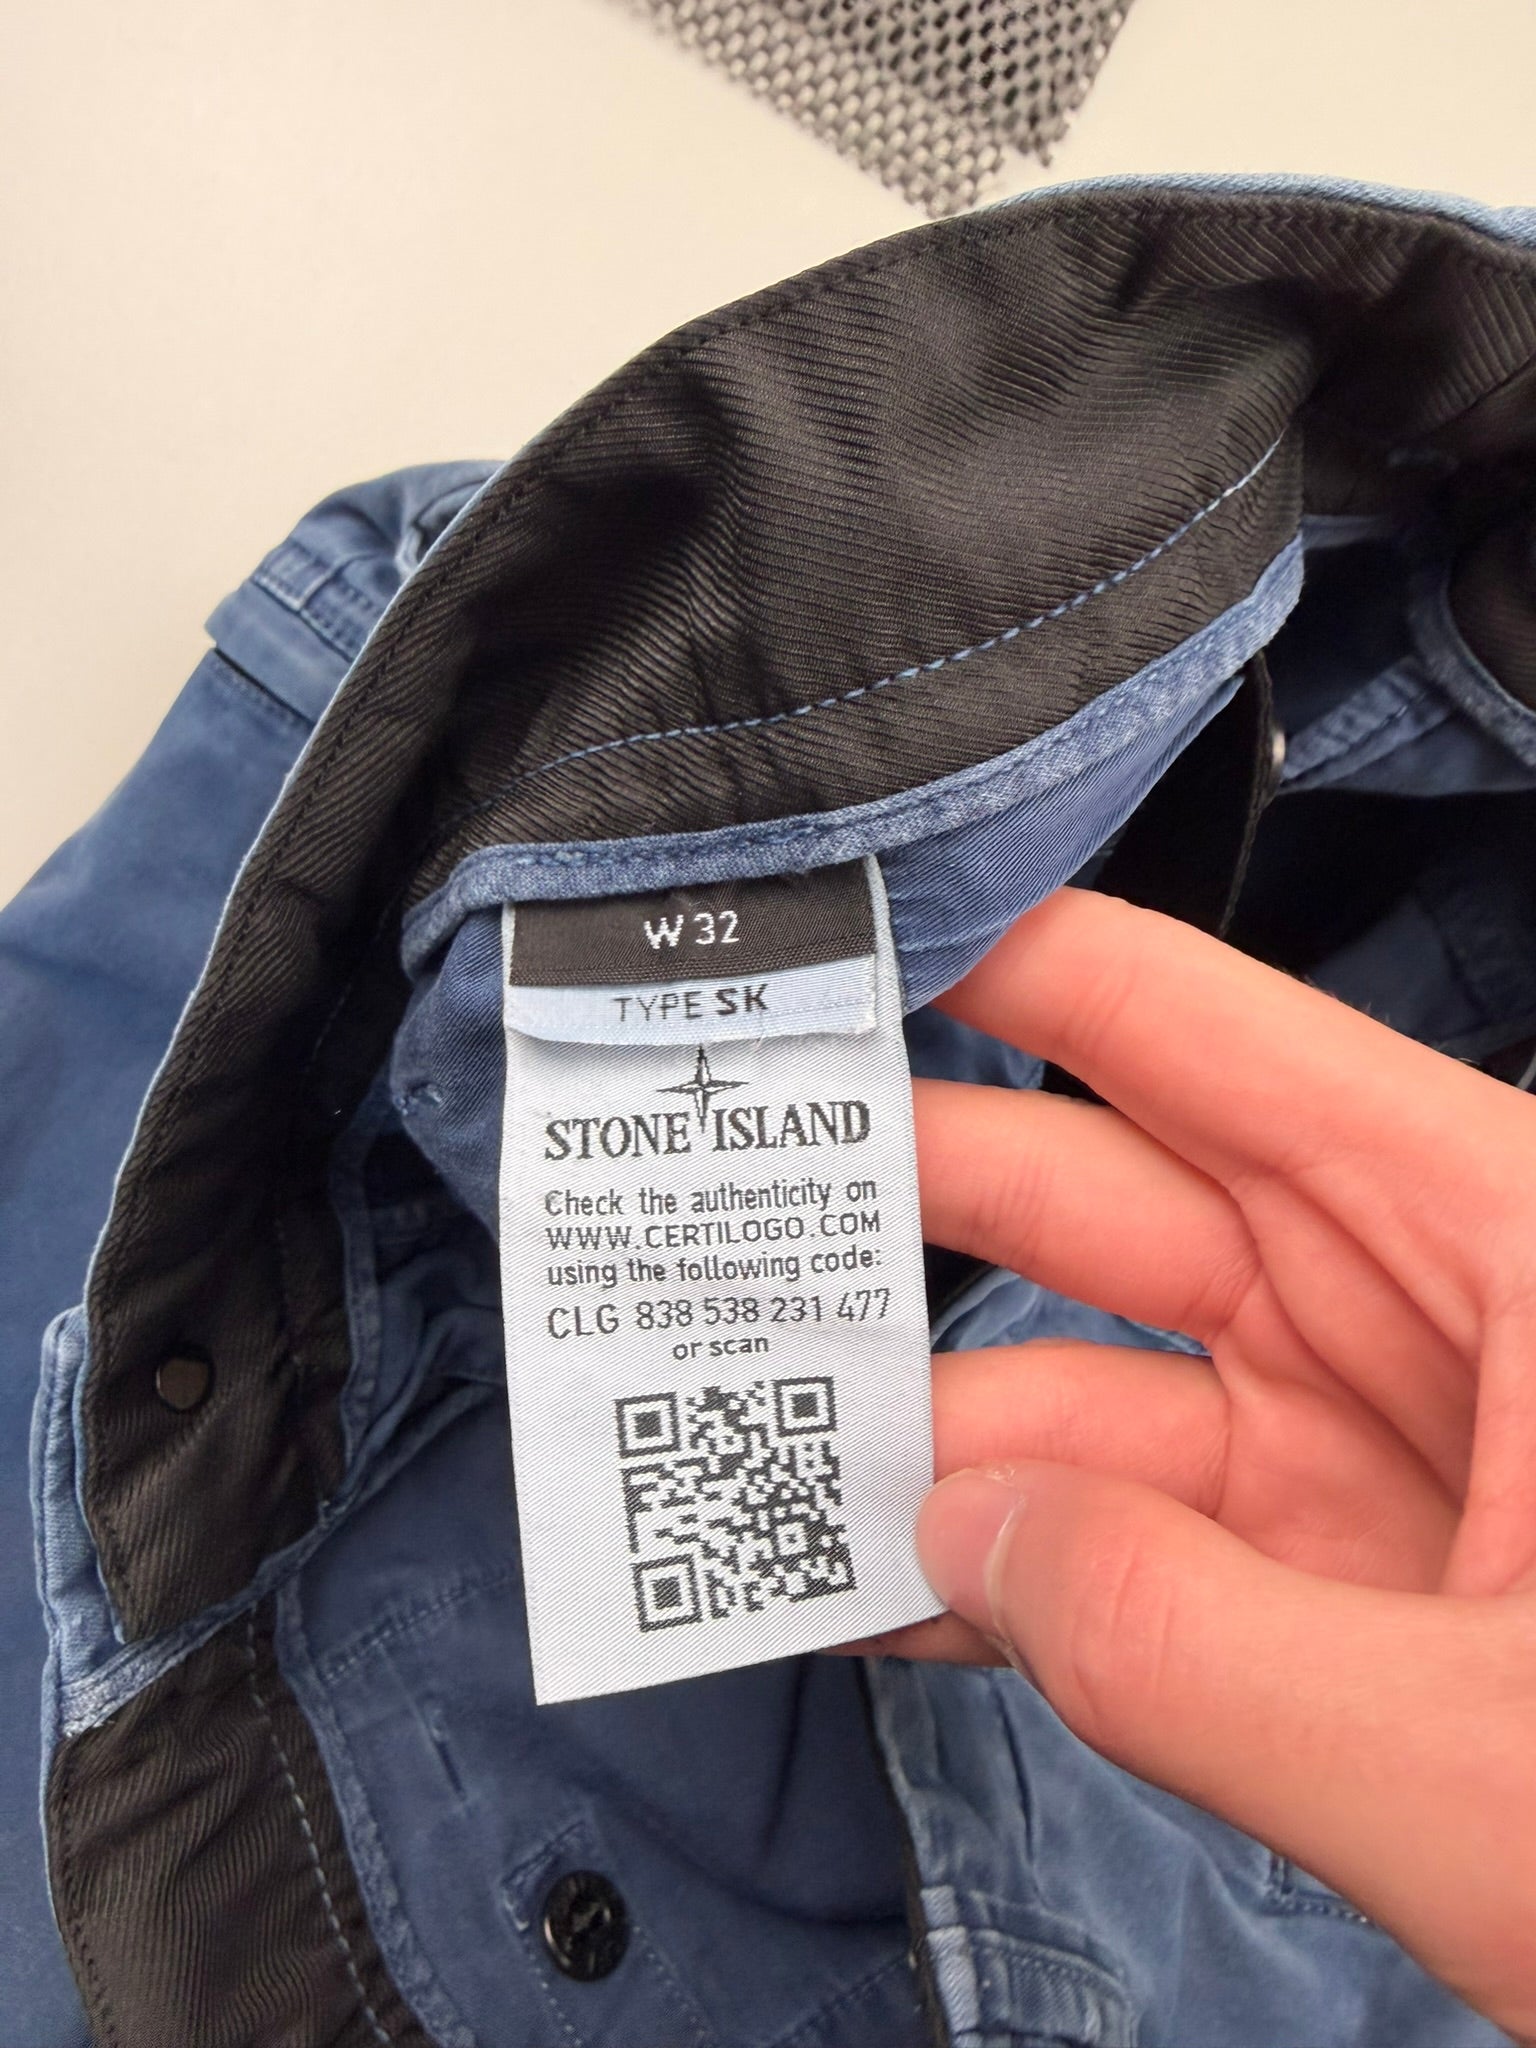 W 32
TYPE SK
STONE ISLAND
Check the authenticity on
WWW.CERTILOGO.COM
using the following code:
CLG 838 538 231 477
or scan